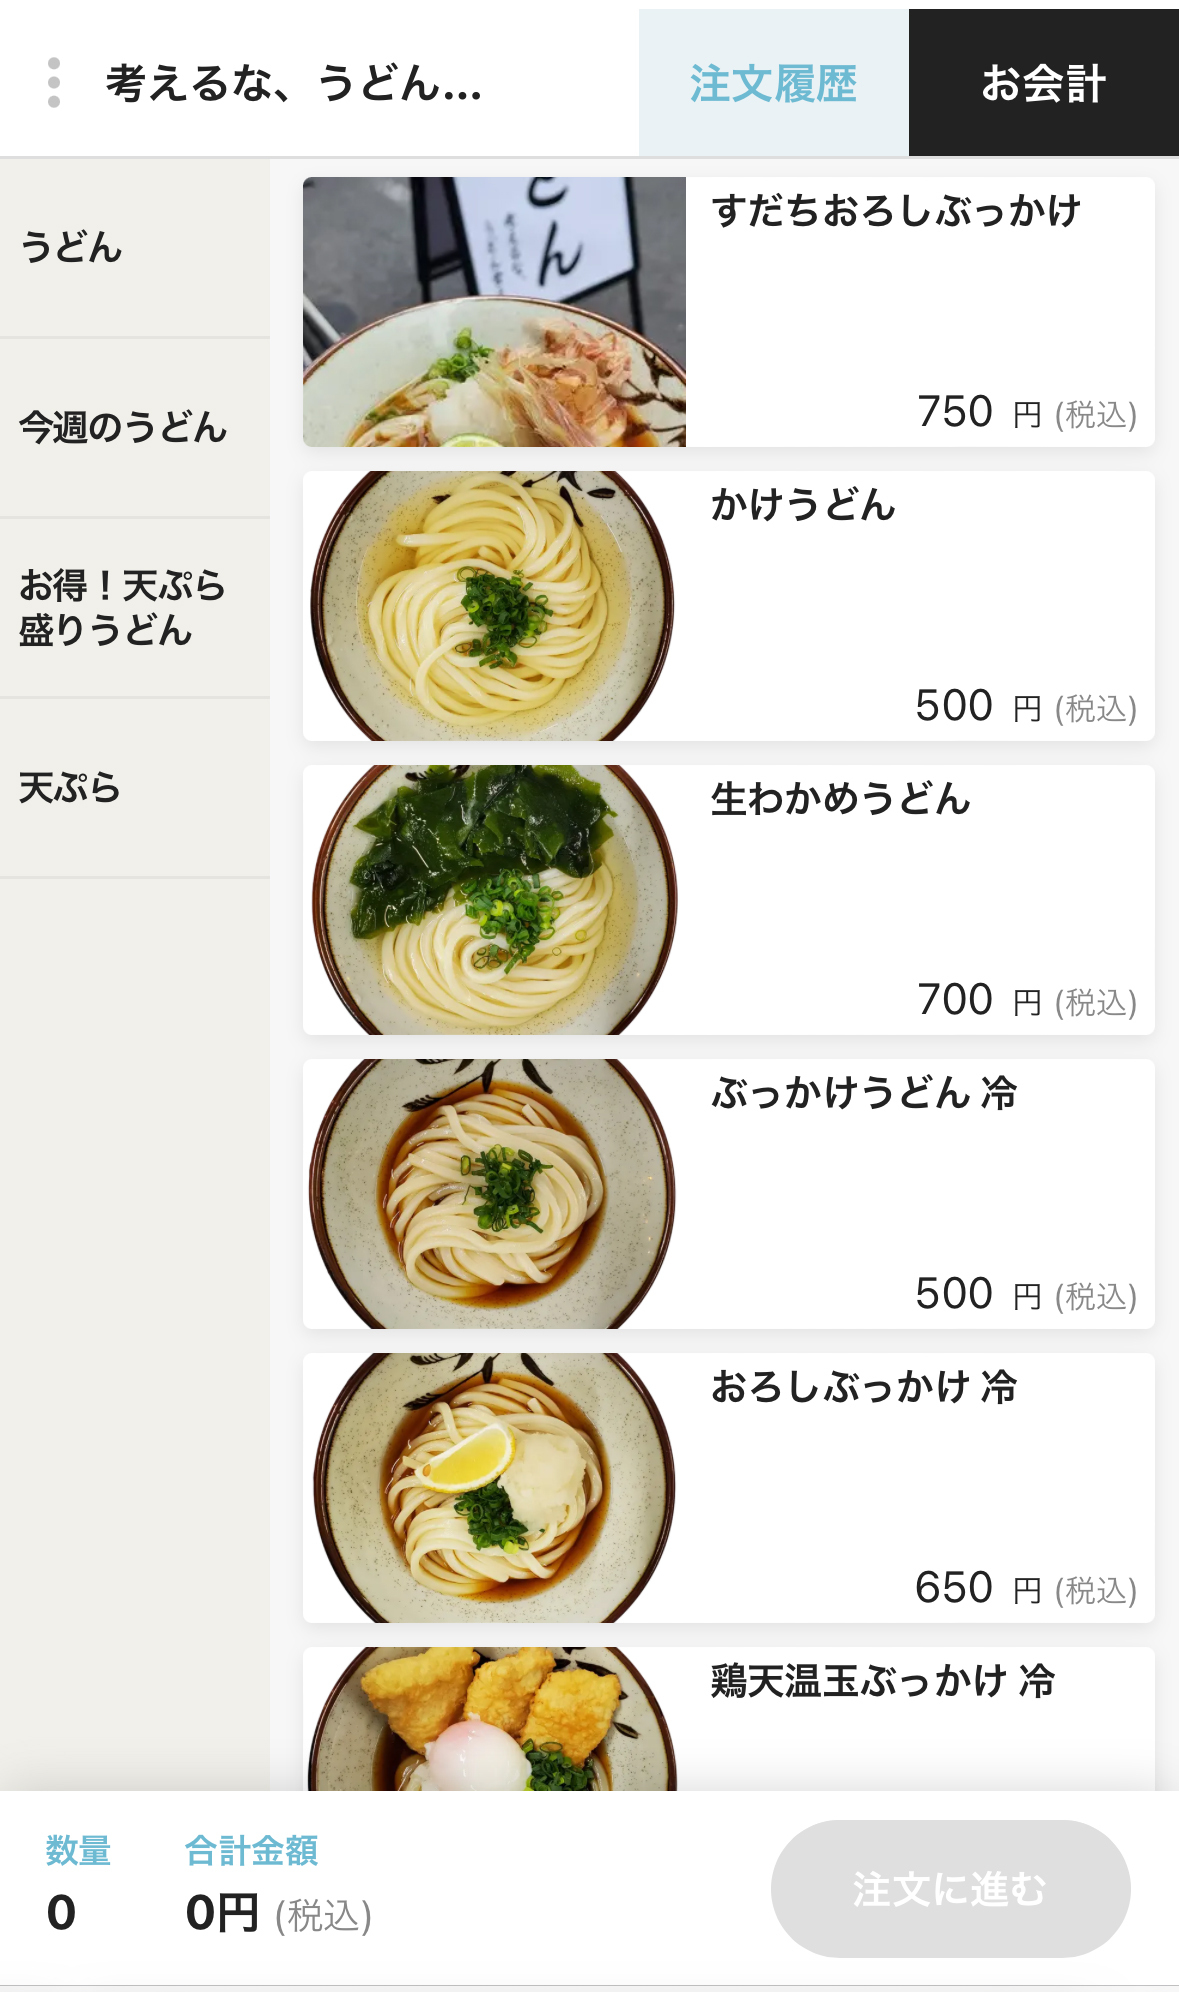 考えるな、うどん...
注文履歴
お会計
うどん
今週のうどん
お得！天ぷら
盛りうどん
天ぷら
すだちおろしぶっかけ
750 円 (税込)
かけうどん
500 円 (税込)
生わかめうどん
700 円 (税込)
ぶっかけうどん 冷
500 円 (税込)
おろしぶっかけ 冷
650 円 (税込)
鶏天温玉ぶっかけ 冷
数量
0
合計金額
0円 (税込)
注文に進む